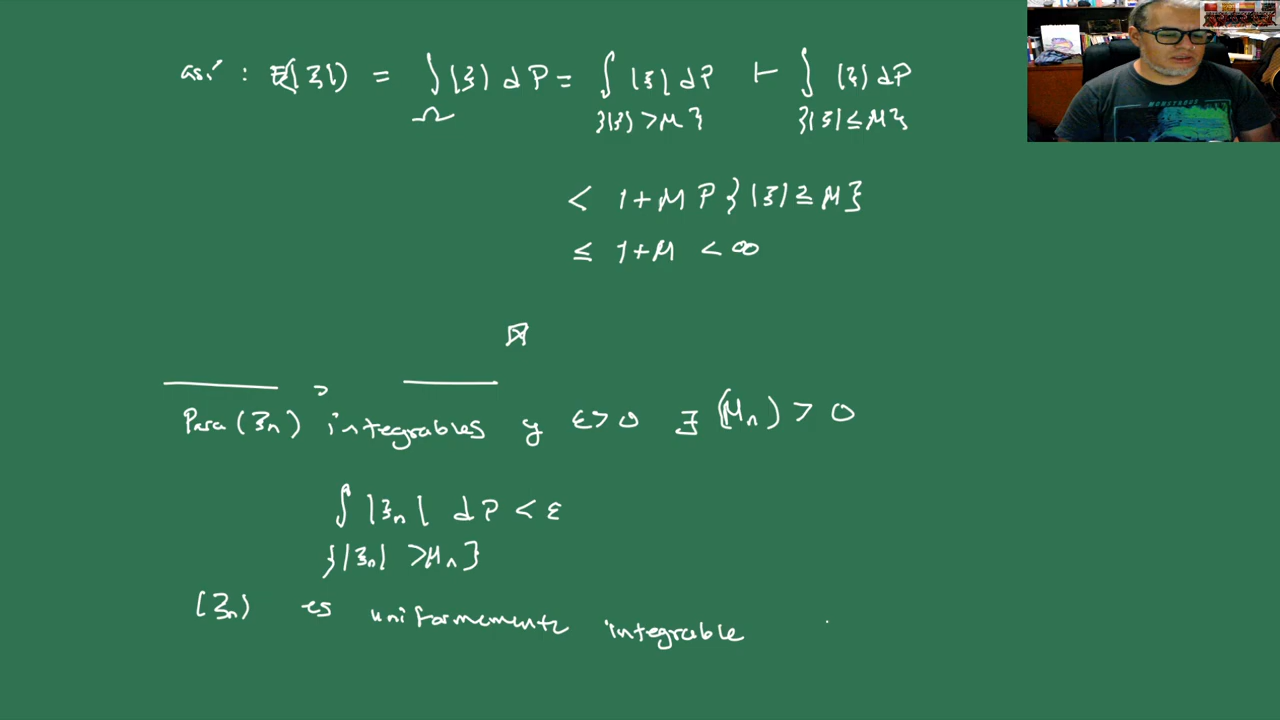 así: E(|ξ|) = ∫ |ξ| dP = ∫ |ξ| dP + ∫ |ξ| dP
Ω {|ξ| > M} {|ξ| ≤ M}
< 1+M P{|ξ| ≤ M}
≤ 1+M < ∞
Para (ξn) integrables y ε>0 ∃ (Mn) > 0
∫ |ξn| dP < ε
{|ξn| > Mn}
(ξn) es uniformemente integrable